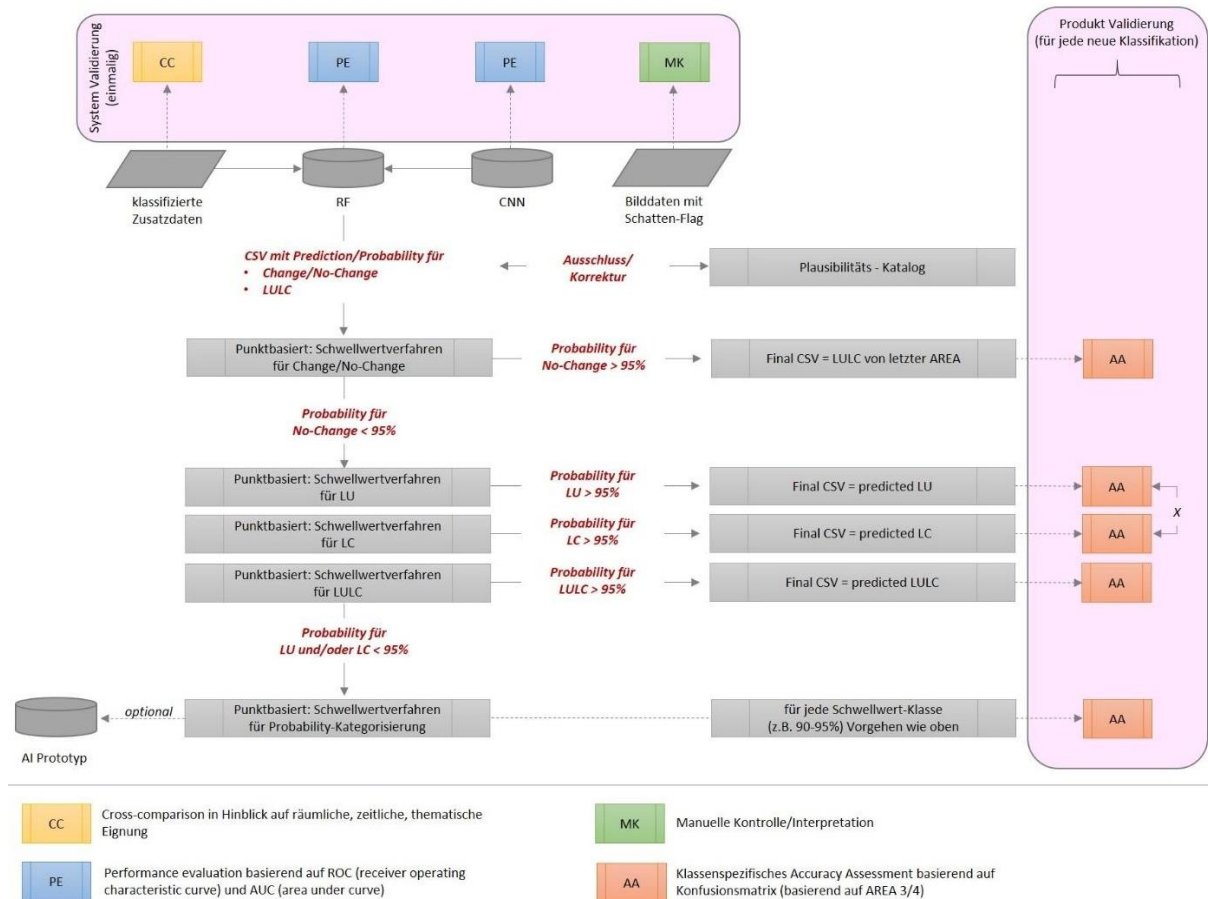 Produkt Validierung
(für jede neue Klassifikation)
System Validierung
(einmalig)
CC
PE
PE
MK
klassifizierte
Zusatzdaten
RF
CNN
Bilddaten mit
Schatten-Flag
CSV mit Prediction/Probability für
• Change/No-Change
• LULC
Ausschluss/
Korrektur
Plausibilitäts - Katalog
Punktbasiert: Schwellwertverfahren
für Change/No-Change
Probability für
No-Change > 95%
Final CSV = LULC von letzter AREA
AA
Probability für
No-Change < 95%
Punktbasiert: Schwellwertverfahren
für LU
Probability für
LU > 95%
Final CSV = predicted LU
AA
X
Punktbasiert: Schwellwertverfahren
für LC
Probability für
LC > 95%
Final CSV = predicted LC
AA
Punktbasiert: Schwellwertverfahren
für LULC
Probability für
LULC > 95%
Final CSV = predicted LULC
AA
Probability für
LU und/oder LC < 95%
optional
Punktbasiert: Schwellwertverfahren
für Probability-Kategorisierung
für jede Schwellwert-Klasse
(z.B. 90-95%) Vorgehen wie oben
AA
AI Prototyp
CC
Cross-comparison in Hinblick auf räumliche, zeitliche, thematische
Eignung
MK
Manuelle Kontrolle/Interpretation
PE
Performance evaluation basierend auf ROC (receiver operating
characteristic curve) und AUC (area under curve)
AA
Klassenspezifisches Accuracy Assessment basierend auf
Konfusionsmatrix (basierend auf AREA 3/4)